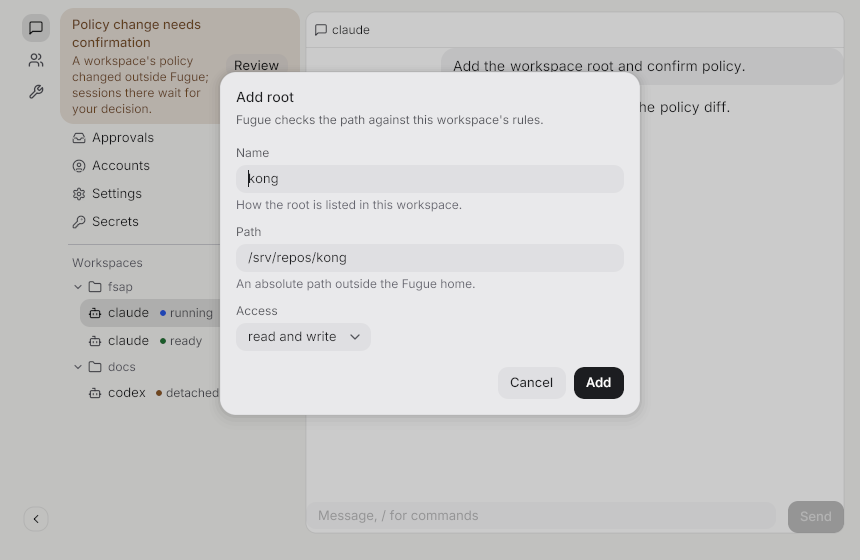 Policy change needs
confirmation
A workspace's policy
changed outside Fugue;
sessions there wait for
your decision.
Review
Approvals
Accounts
Settings
Secrets
Workspaces
fsap
claude running
claude ready
docs
codex detached
claude
Add the workspace root and confirm policy.
he policy diff.
Add root
Fugue checks the path against this workspace's rules.
Name
kong
How the root is listed in this workspace.
Path
/srv/repos/kong
An absolute path outside the Fugue home.
Access
read and write
Cancel
Add
Message, / for commands
Send